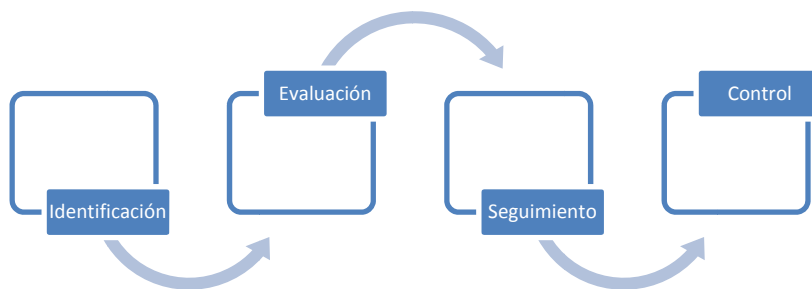 Identificación
Evaluación
Seguimiento
Control